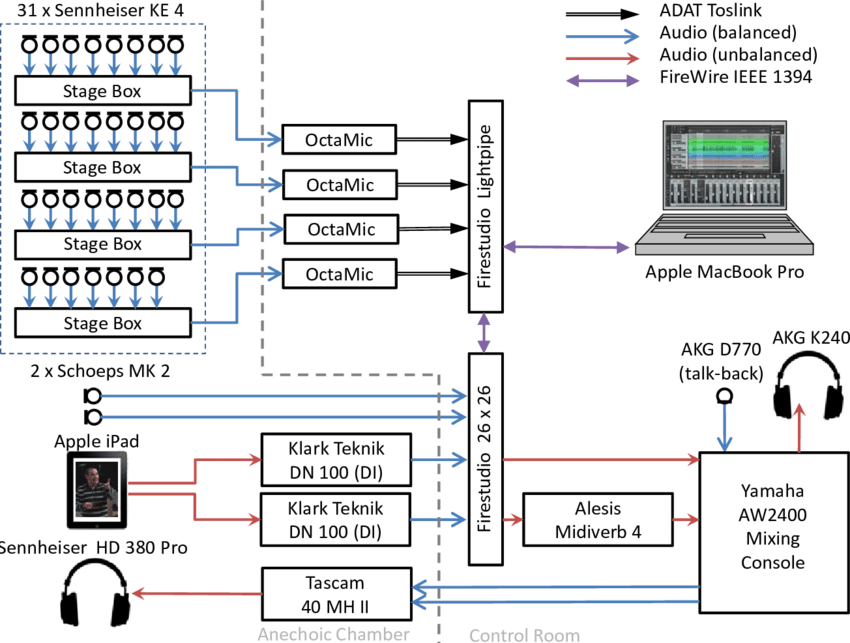 31 x Sennheiser KE 4
ADAT Toslink
Audio (balanced)
Audio (unbalanced)
FireWire IEEE 1394
Stage Box
Stage Box
Stage Box
Stage Box
OctaMic
OctaMic
OctaMic
OctaMic
Firestudio Lightpipe
Apple MacBook Pro
2 x Schoeps MK 2
Apple iPad
Klark Teknik
DN 100 (DI)
Klark Teknik
DN 100 (DI)
Firestudio 26 x 26
AKG D770
(talk-back)
AKG K240
Alesis
Midiverb 4
Yamaha
AW2400
Mixing
Console
Sennheiser HD 380 Pro
Tascam
40 MH II
Anechoic Chamber
Control Room